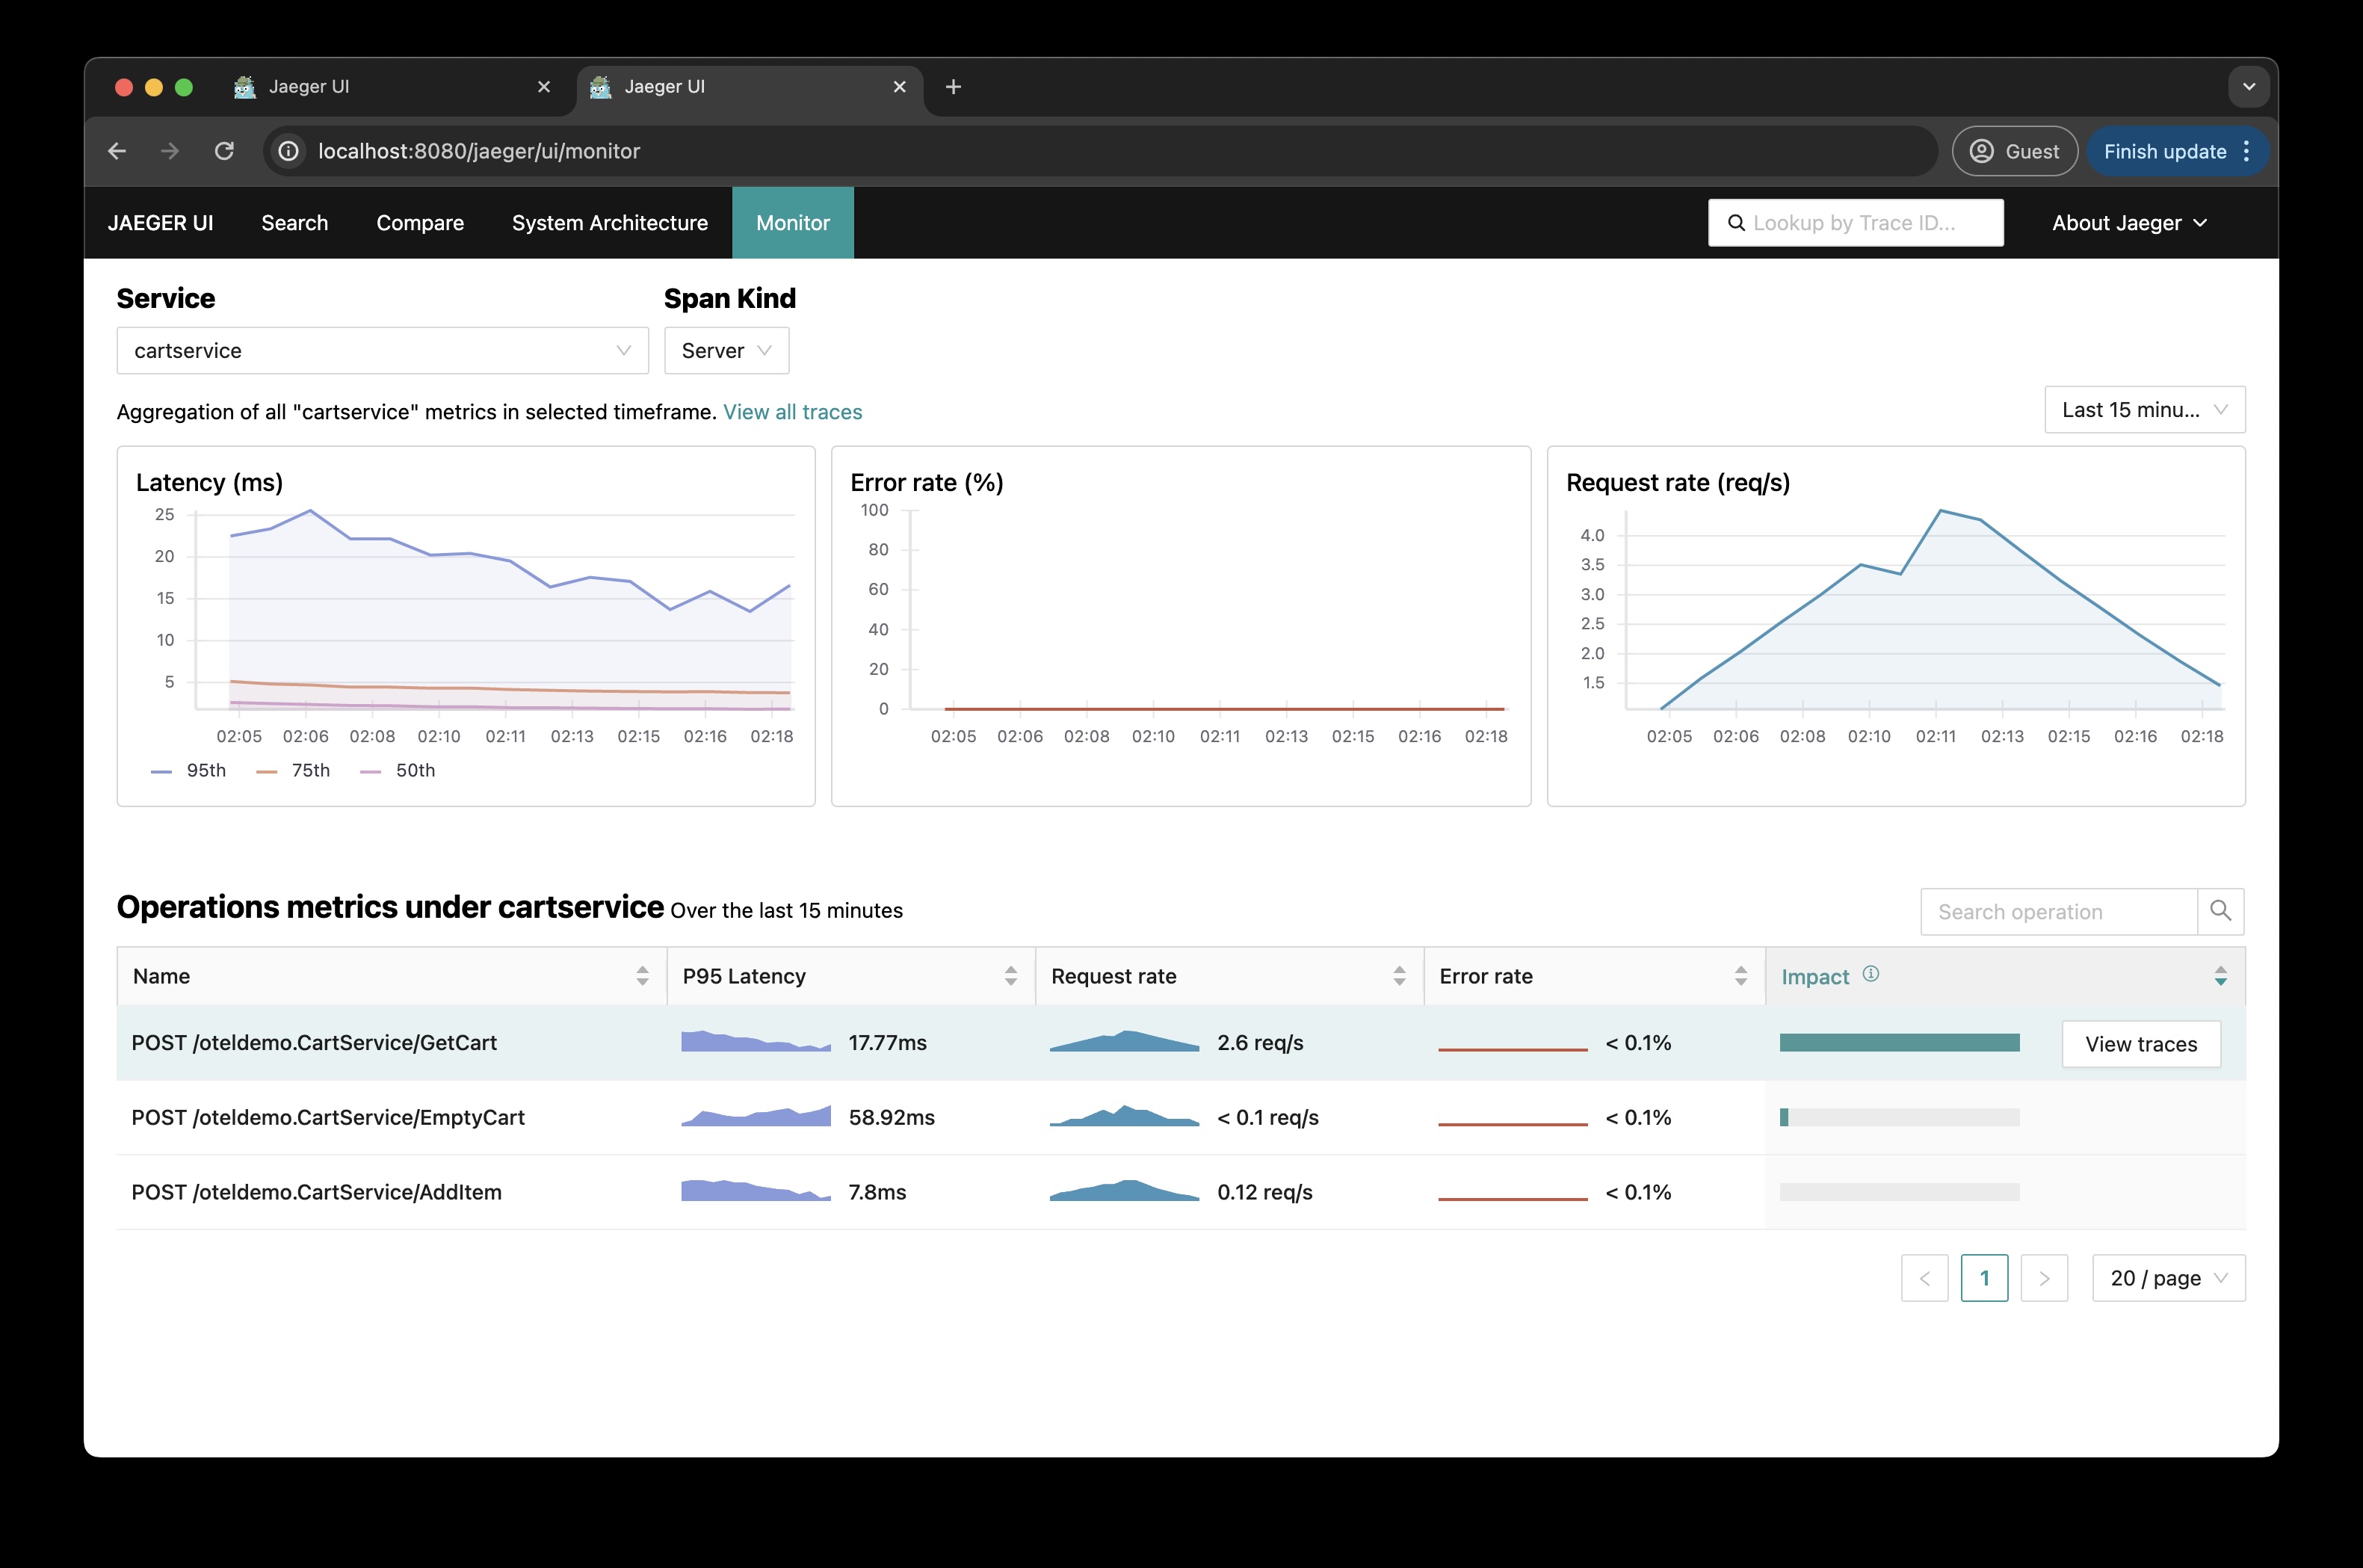 Jaeger UI
Jaeger UI
localhost:8080/jaeger/ui/monitor
Guest
Finish update
JAEGER UI Search Compare System Architecture Monitor
Lookup by Trace ID...
About Jaeger
Service Span Kind
cartservice Server
Aggregation of all "cartservice" metrics in selected timeframe. View all traces
Last 15 minu...
Latency (ms)
25
20
15
10
5
02:05 02:06 02:08 02:10 02:11 02:13 02:15 02:16 02:18
95th 75th 50th
Error rate (%)
100
80
60
40
20
0
02:05 02:06 02:08 02:10 02:11 02:13 02:15 02:16 02:18
Request rate (req/s)
4.0
3.5
3.0
2.5
2.0
1.5
02:05 02:06 02:08 02:10 02:11 02:13 02:15 02:16 02:18
Operations metrics under cartservice Over the last 15 minutes
Search operation
Name P95 Latency Request rate Error rate Impact
POST /oteldemo.CartService/GetCart 17.77ms 2.6 req/s < 0.1% View traces
POST /oteldemo.CartService/EmptyCart 58.92ms < 0.1 req/s < 0.1%
POST /oteldemo.CartService/AddItem 7.8ms 0.12 req/s < 0.1%
< 1 > 20 / page